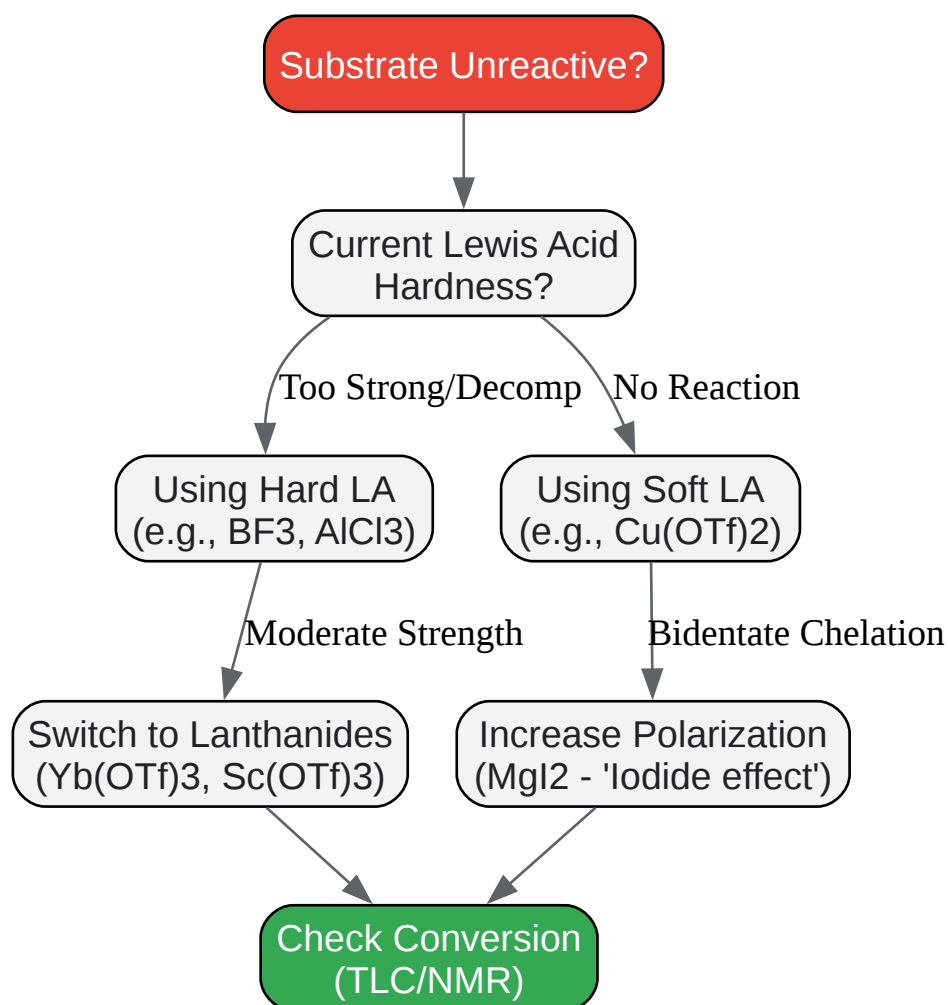 Substrate Unreactive?
Current Lewis Acid
Hardness?
Too Strong/Decomp
No Reaction
Using Hard LA
(e.g., BF3, AlCl3)
Using Soft LA
(e.g., Cu(OTf)2)
Moderate Strength
Bidentate Chelation
Switch to Lanthanides
(Yb(OTf)3, Sc(OTf)3)
Increase Polarization
(MgI2 - 'Iodide effect')
Check Conversion
(TLC/NMR)